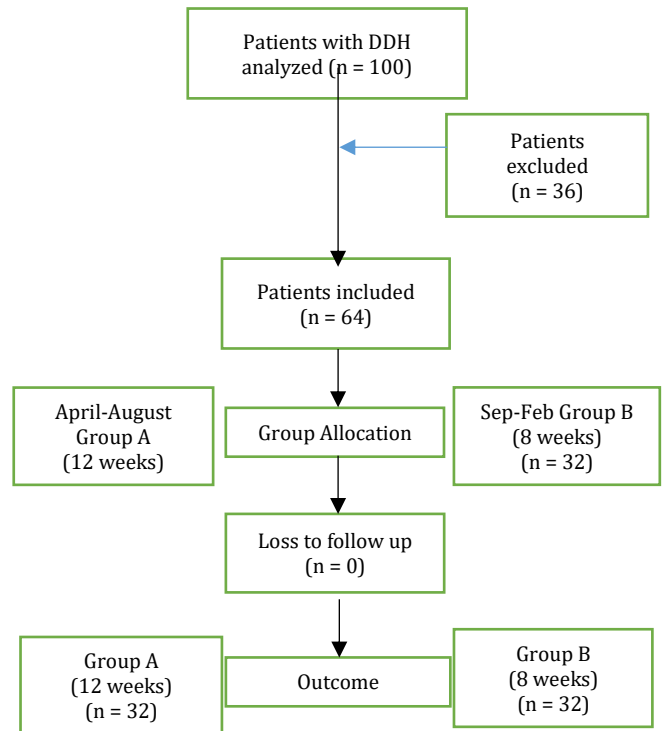 Patients with DDH
analyzed (n = 100)
Patients
excluded
(n = 36)
Patients included
(n = 64)
April-August
Group A
(12 weeks)
Group Allocation
Sep-Feb Group B
(8 weeks)
n = 32)
Loss to follow up
(n = 0)
Group A
(12 weeks)
(n = 32)
Outcome
Group B
(8 weeks)
(n = 32)